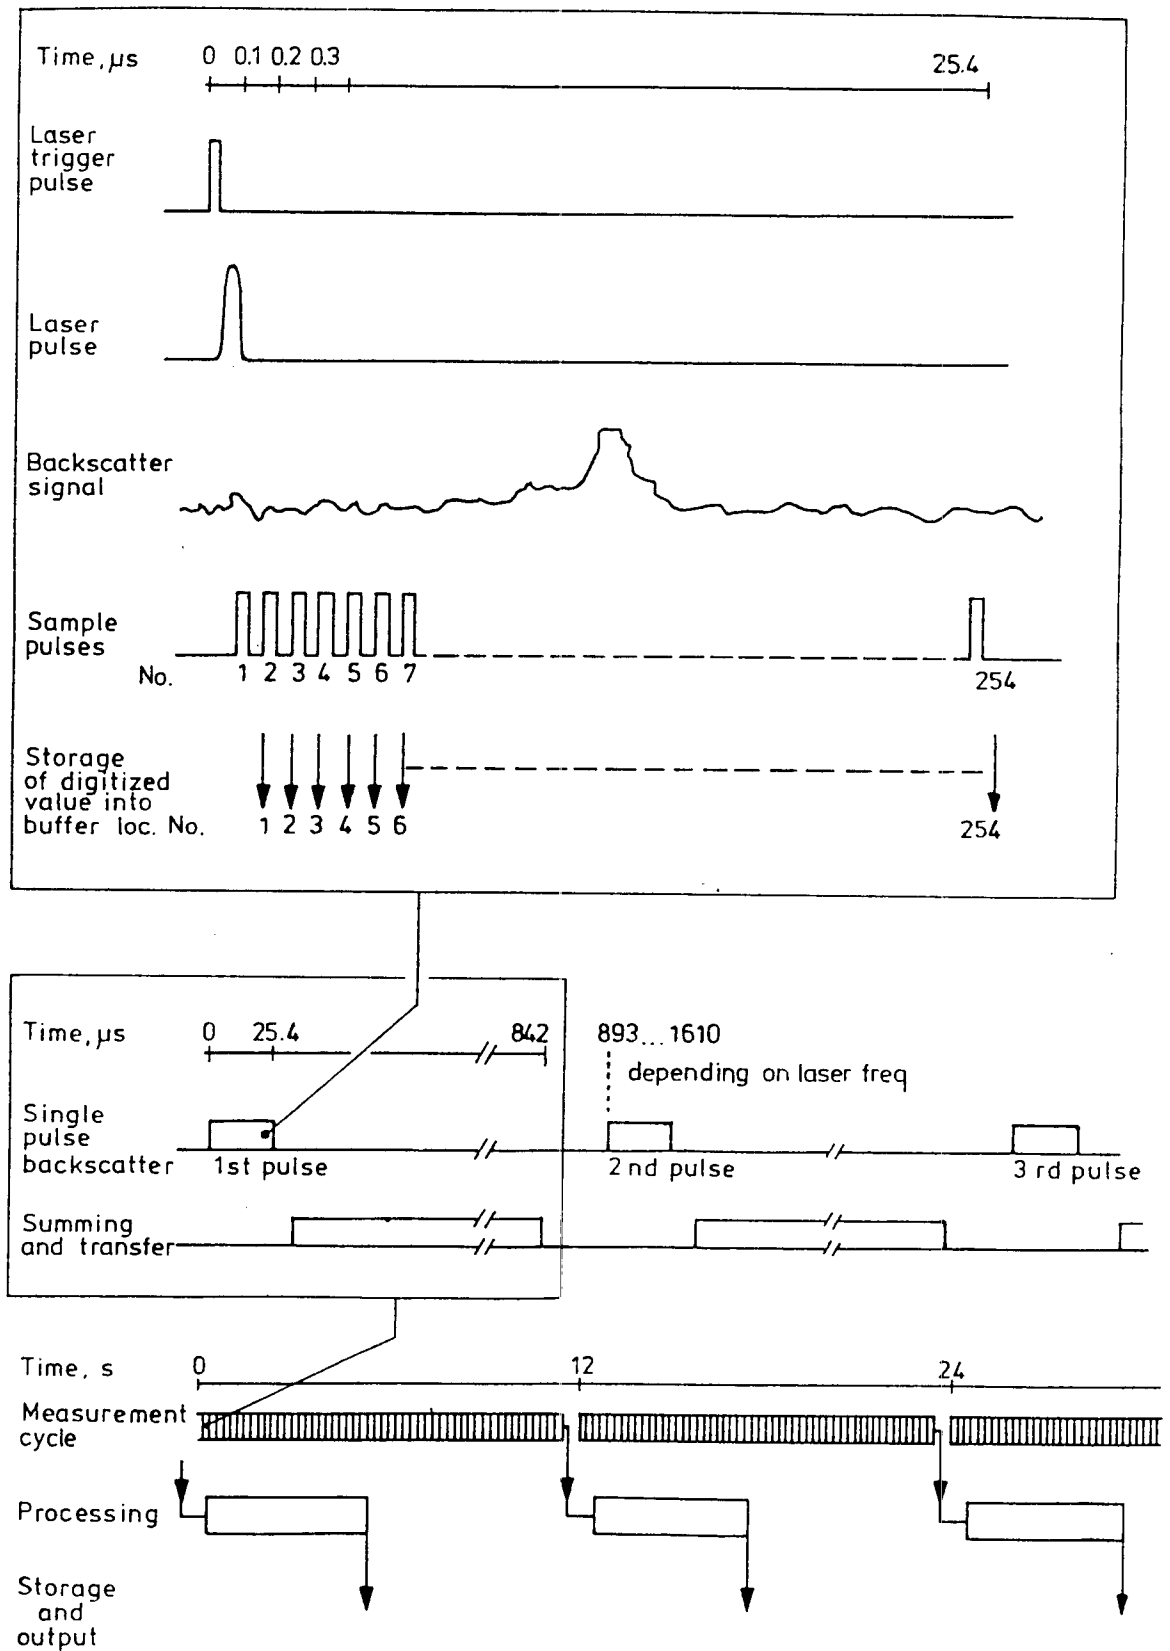 Time, μs 0 0.1 0.2 0.3 25.4
Laser
trigger
pulse
Laser
pulse
Backscatter
signal
Sample
pulses
No. 1 2 3 4 5 6 7 254
Storage
of digitized
value into
buffer loc. No. 1 2 3 4 5 6 254
Time, μs 0 25.4 842 893...1610
depending on laser freq
Single
pulse
backscatter 1st pulse 2nd pulse 3rd pulse
Summing
and transfer
Time, s 0 12 24
Measurement
cycle
Processing
Storage
and
output